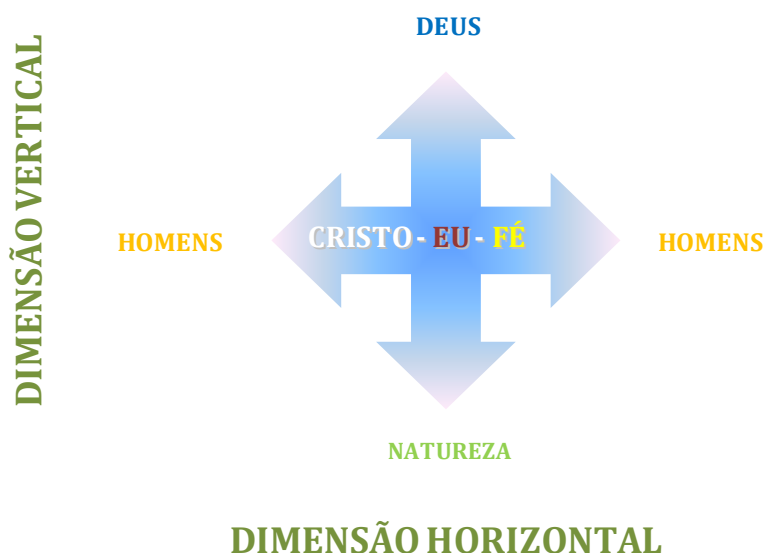 DEUS
DIMENSÃO VERTICAL
HOMENS
CRISTO - EU - FÉ
HOMENS
NATUREZA
DIMENSÃO HORIZONTAL